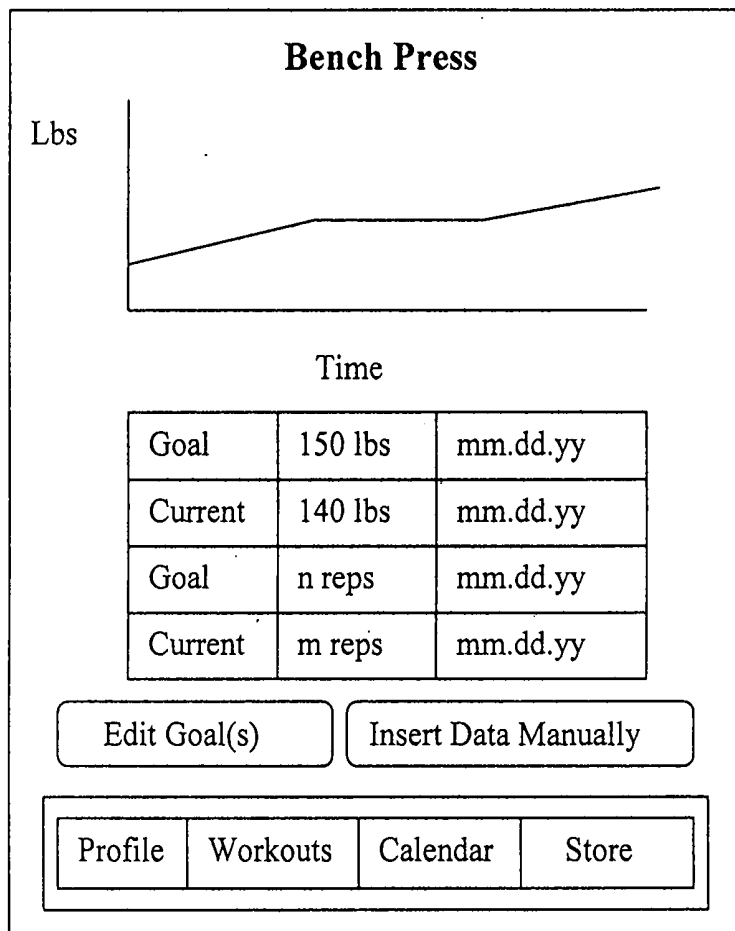 Bench Press
Lbs
Time
Goal 150 lbs mm.dd.yy
Current 140 lbs mm.dd.yy
Goal n reps mm.dd.yy
Current m reps mm.dd.yy
Edit Goal(s) Insert Data Manually
Profile Workouts Calendar Store